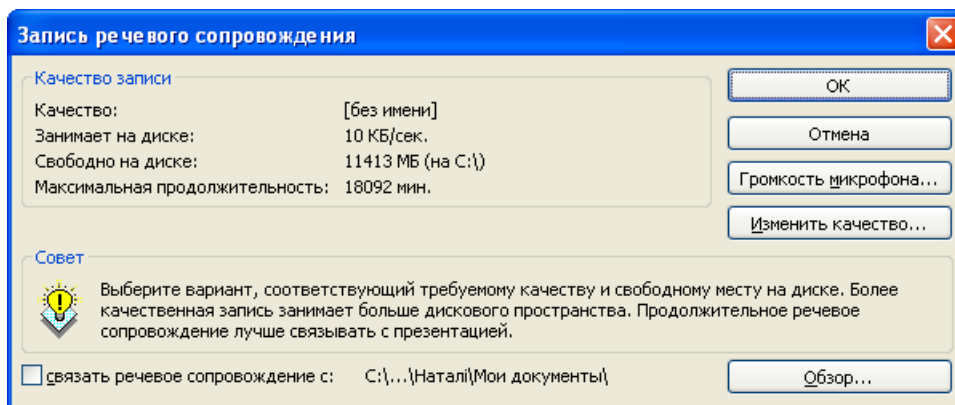 Запись речевого сопровождения
Качество записи
Качество: [без имени]
Занимает на диске: 10 КБ/сек.
Свободно на диске: 11413 МБ (на C:\)
Максимальная продолжительность: 18092 мин.
ОК
Отмена
Громкость микрофона...
Изменить качество...
Совет
Выберите вариант, соответствующий требуемому качеству и свободному месту на диске. Более
качественная запись занимает больше дискового пространства. Продолжительное речевое
сопровождение лучше связывать с презентацией.
связать речевое сопровождение с: C:\...\Наталі\Мои документы\
Обзор...